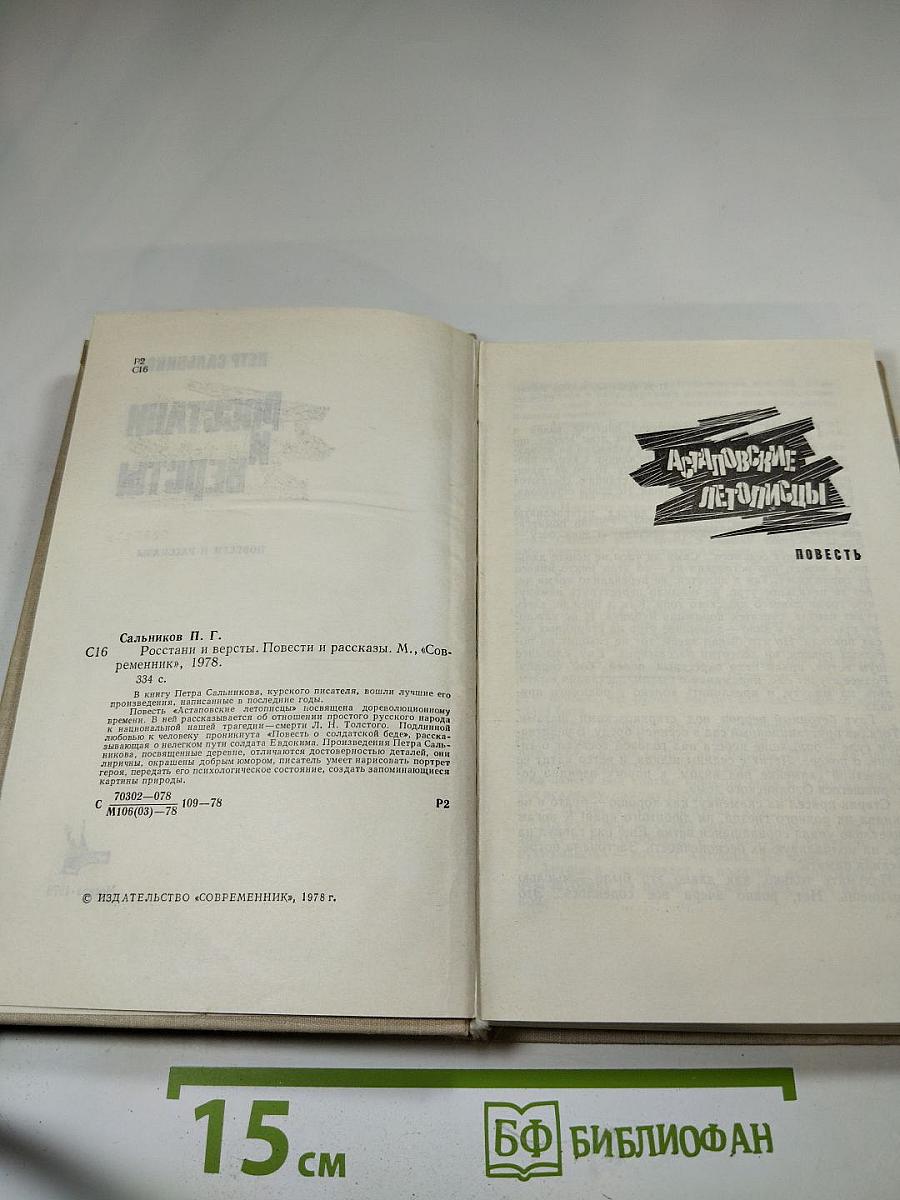 Р2
С16
Сальников П. Г.
С16 Росстани и версты. Повести и рассказы. М., «Сов-
ременник», 1978.
334 с.
В книгу Петра Сальникова, курского писателя, вошли лучшие его
произведения, написанные в последние годы.
Повесть «Астаповские летописцы» посвящена дореволюционному
времени. В ней рассказывается об отношении простого русского народа
к национальной нашей трагедии—смерти Л. Н. Толстого. Подлинной
любовью к человеку проникнута «Повесть о солдатской беде», расска-
зывающая о нелегком пути солдата Евдокима. Произведения Петра Саль-
никова, посвященные деревне, отличаются достоверностью деталей, они
лиричны, окрашены добрым юмором, писатель умеет нарисовать портрет
героя, передать его психологическое состояние, создать запоминающиеся
картины природы.
С 70302—078
М106(03)—78 109—78 Р2
© ИЗДАТЕЛЬСТВО «СОВРЕМЕННИК», 1978 г.
АСТАПОВСКИЕ
ЛЕТОПИСЦЫ
ПОВЕСТЬ
15 см
БФ БИБЛИОФАН